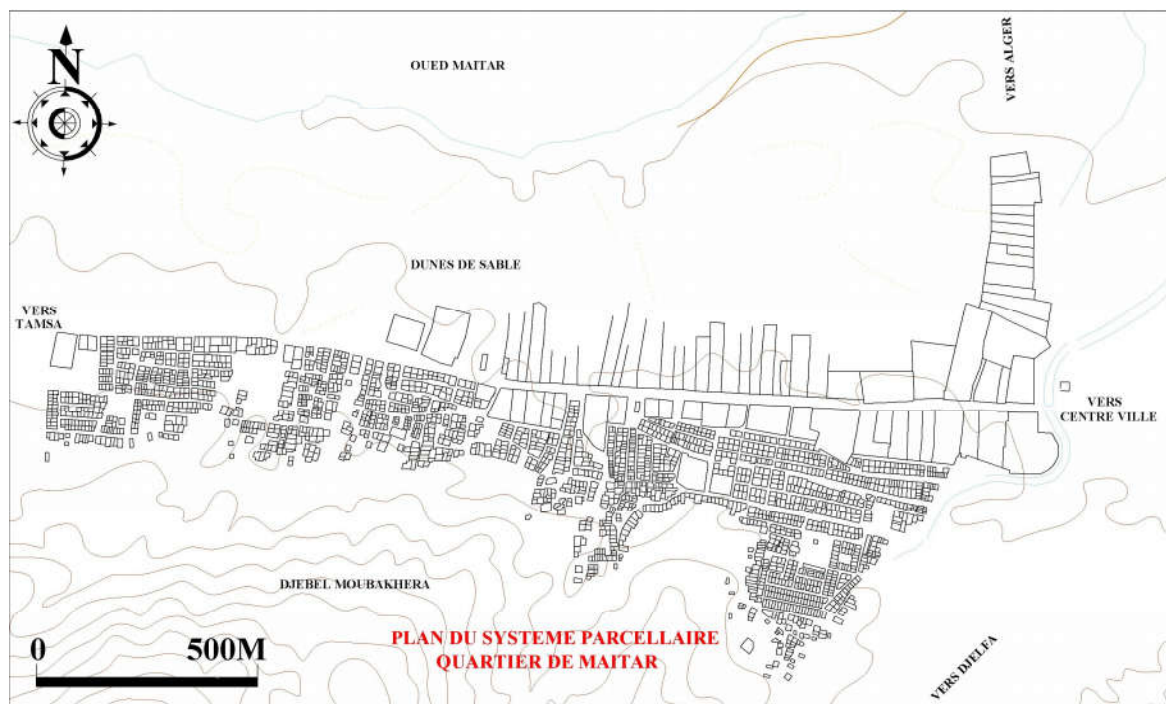 N
OUED MAITAR
VERS ALGER
DUNES DE SABLE
VERS
TAMSA
VERS
CENTRE VILLE
DJEBEL MOUBAKHERA
0
500M
PLAN DU SYSTEME PARCELLAIRE
QUARTIER DE MAITAR
VERS DJELFA